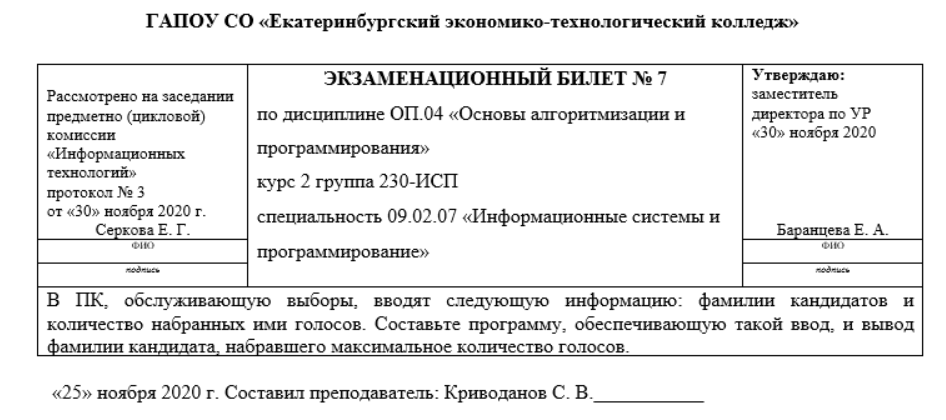 ГАПОУ СО «Екатеринбургский экономико-технологический колледж»
Рассмотрено на заседании
предметно (цикловой)
комиссии
«Информационных
технологий»
протокол № 3
от «30» ноября 2020 г.
Серкова Е. Г.
ФИО
подпись
ЭКЗАМЕНАЦИОННЫЙ БИЛЕТ № 7
по дисциплине ОП.04 «Основы алгоритмизации и
программирования»
курс 2 группа 230-ИСП
специальность 09.02.07 «Информационные системы и
программирование»
Утверждаю:
заместитель
директора по УР
«30» ноября 2020
Баранцева Е. А.
ФИО
подпись
В ПК, обслуживающую выборы, вводят следующую информацию: фамилии кандидатов и
количество набранных ими голосов. Составьте программу, обеспечивающую такой ввод, и вывод
фамилии кандидата, набравшего максимальное количество голосов.
«25» ноября 2020 г. Составил преподаватель: Криводанов С. В.____________